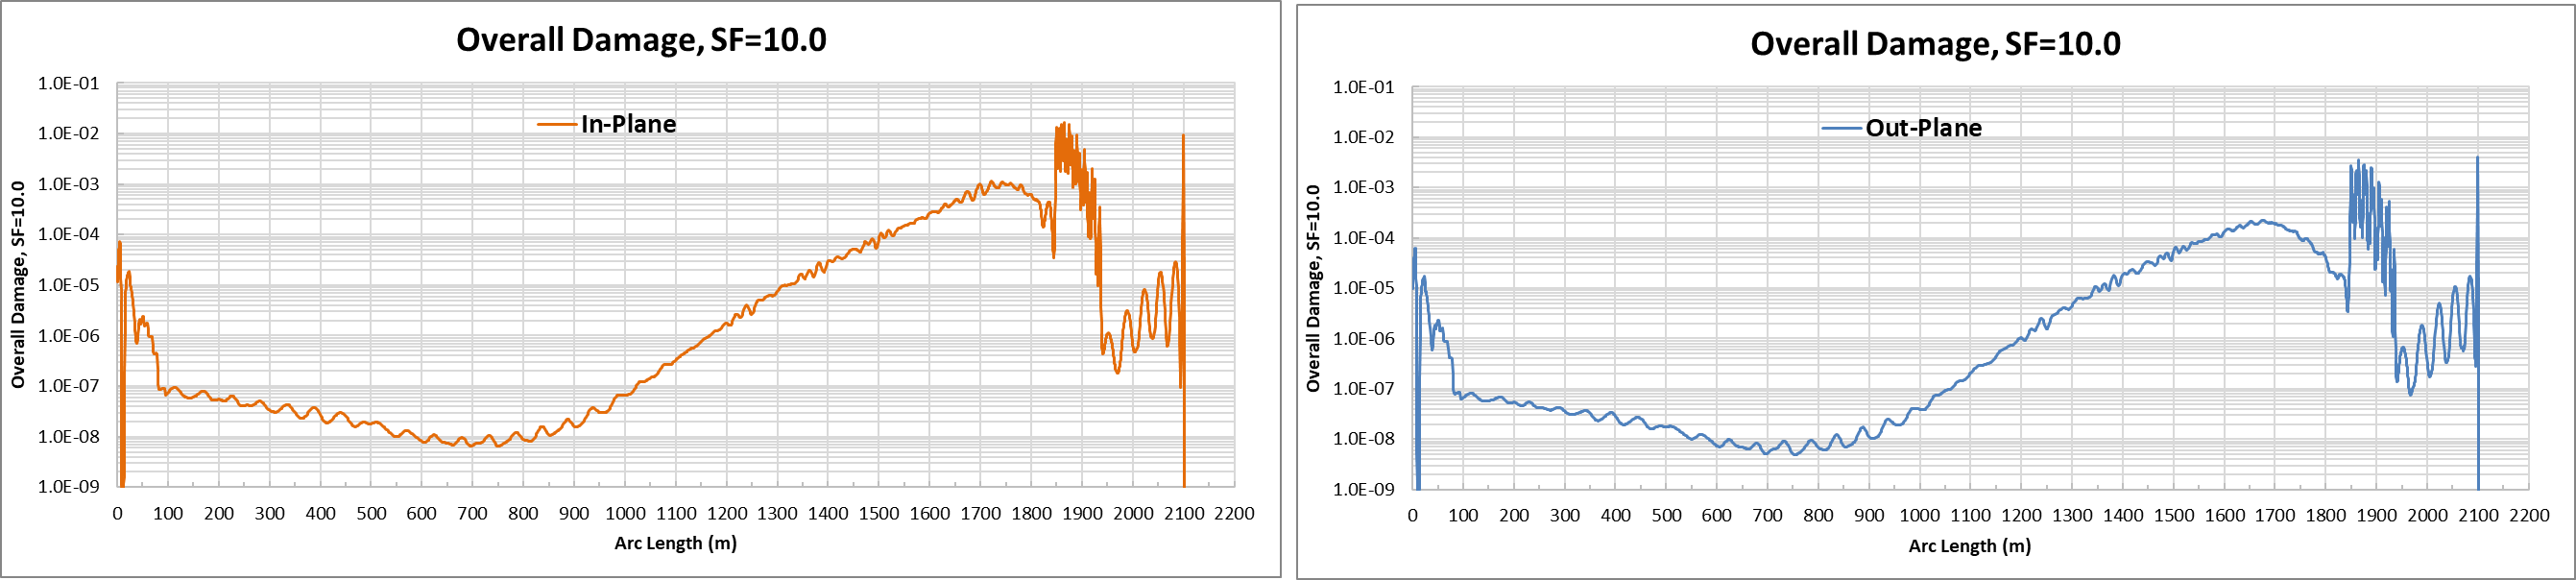 Overall Damage, SF=10.0
In-Plane
Overall Damage, SF=10.0
1.0E-01
1.0E-02
1.0E-03
1.0E-04
1.0E-05
1.0E-06
1.0E-07
1.0E-08
1.0E-09
0 100 200 300 400 500 600 700 800 900 1000 1100 1200 1300 1400 1500 1600 1700 1800 1900 2000 2100 2200
Arc Length (m)
Overall Damage, SF=10.0
Out-Plane
Overall Damage, SF=10.0
1.0E-01
1.0E-02
1.0E-03
1.0E-04
1.0E-05
1.0E-06
1.0E-07
1.0E-08
1.0E-09
0 100 200 300 400 500 600 700 800 900 1000 1100 1200 1300 1400 1500 1600 1700 1800 1900 2000 2100 2200
Arc Length (m)